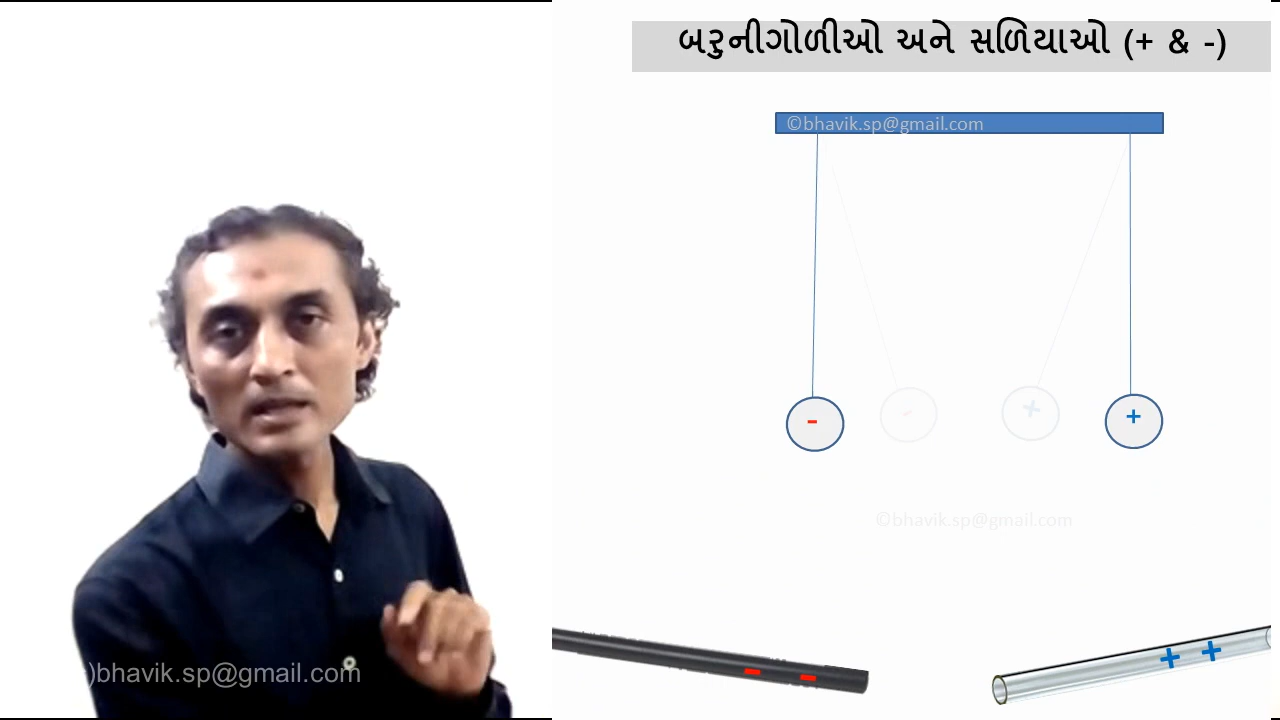 બરુનીગોળીઓ અને સળિયાઓ (+ & -)
©bhavik.sp@gmail.com
- - + +
©bhavik.sp@gmail.com
- - + +
)bhavik.sp@gmail.com